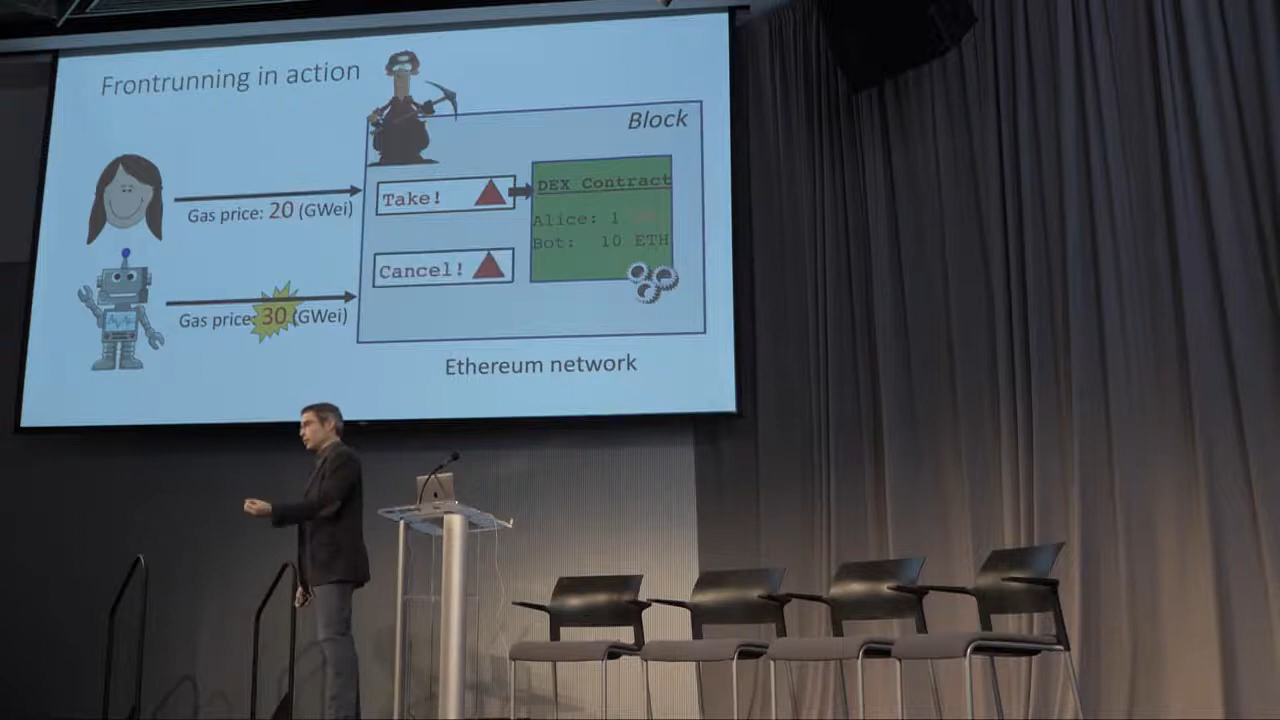 Frontrunning in action
Block
Take!
DEX Contract
Alice: 1
Gas price: 20 (GWei)
Bot: 10 ETH
Cancel!
Gas price: 30 (GWei)
Ethereum network